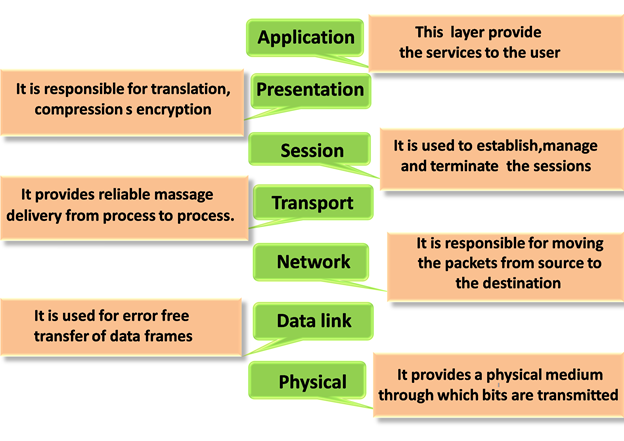 Application
This layer provide
the services to the user
Presentation
It is responsible for translation,
compression s encryption
Session
It is used to establish,manage
and terminate the sessions
Transport
It provides reliable massage
delivery from process to process.
Network
It is responsible for moving
the packets from source to
the destination
Data link
It is used for error free
transfer of data frames
Physical
It provides a physical medium
through which bits are transmitted